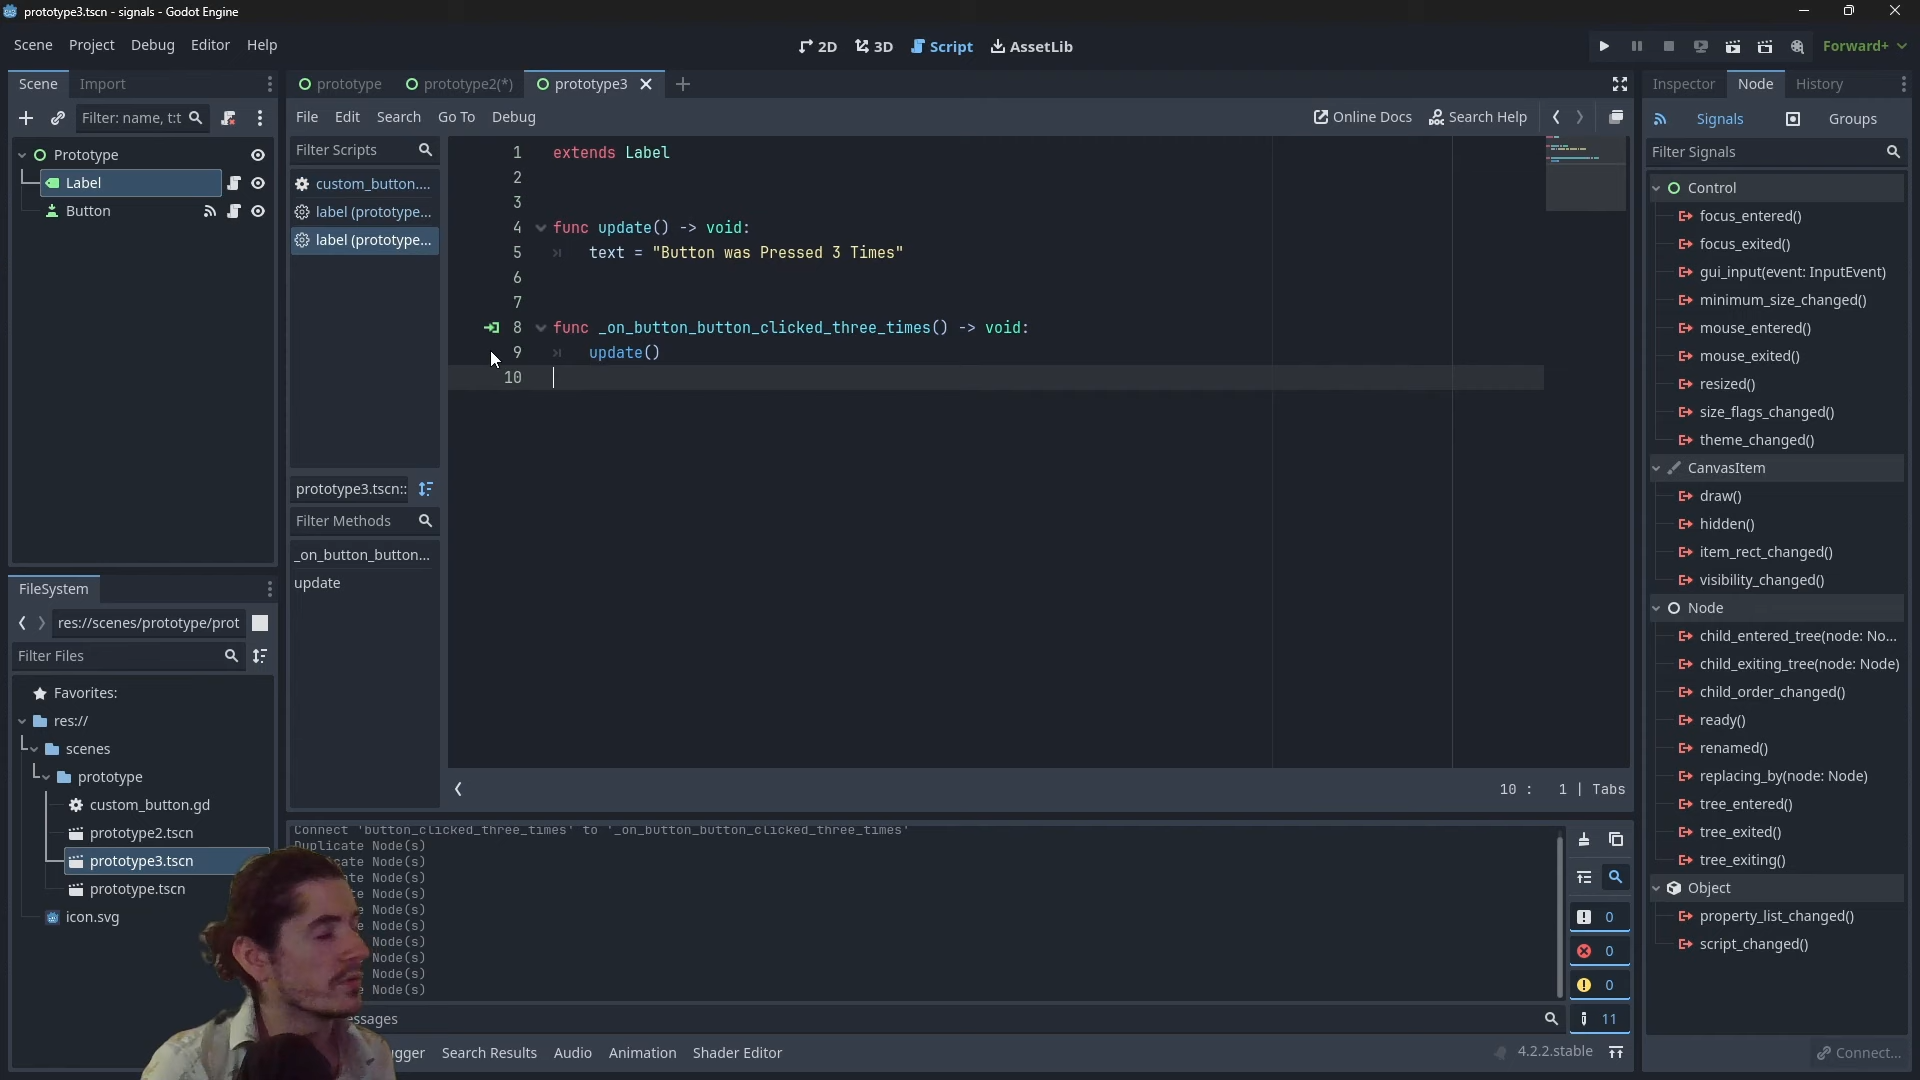 prototype3.tscn - signals - Godot Engine
Scene Project Debug Editor Help
2D 3D Script AssetLib
Forward+
Scene Import
prototype prototype2(*) prototype3
Inspector Node History
Filter: name, t:t
File Edit Search Go To Debug
Online Docs Search Help
Signals Groups
Prototype
Label
Button
Filter Scripts
custom_button....
label (prototype...
label (prototype...
prototype3.tscn::
Filter Methods
_on_button_button...
update
1 extends Label
2
3
4 func update() -> void:
5 text = "Button was Pressed 3 Times"
6
7
8 func _on_button_button_clicked_three_times() -> void:
9 update()
10
10 : 1 | Tabs
Filter Signals
Control
focus_entered()
focus_exited()
gui_input(event: InputEvent)
minimum_size_changed()
mouse_entered()
mouse_exited()
resized()
size_flags_changed()
theme_changed()
CanvasItem
draw()
hidden()
item_rect_changed()
visibility_changed()
Node
child_entered_tree(node: No...
child_exiting_tree(node: Node)
child_order_changed()
ready()
renamed()
replacing_by(node: Node)
tree_entered()
tree_exited()
tree_exiting()
Object
property_list_changed()
script_changed()
Connect...
FileSystem
res://scenes/prototype/prot
Filter Files
Favorites:
res://
scenes
prototype
custom_button.gd
prototype2.tscn
prototype3.tscn
prototype.tscn
icon.svg
Connect 'button_clicked_three_times' to '_on_button_button_clicked_three_times'
Duplicate Node(s)
Node(s)
Node(s)
Node(s)
Node(s)
Node(s)
Node(s)
Node(s)
Node(s)
Node(s)
0
0
0
11
Search Results Audio Animation Shader Editor
4.2.2.stable